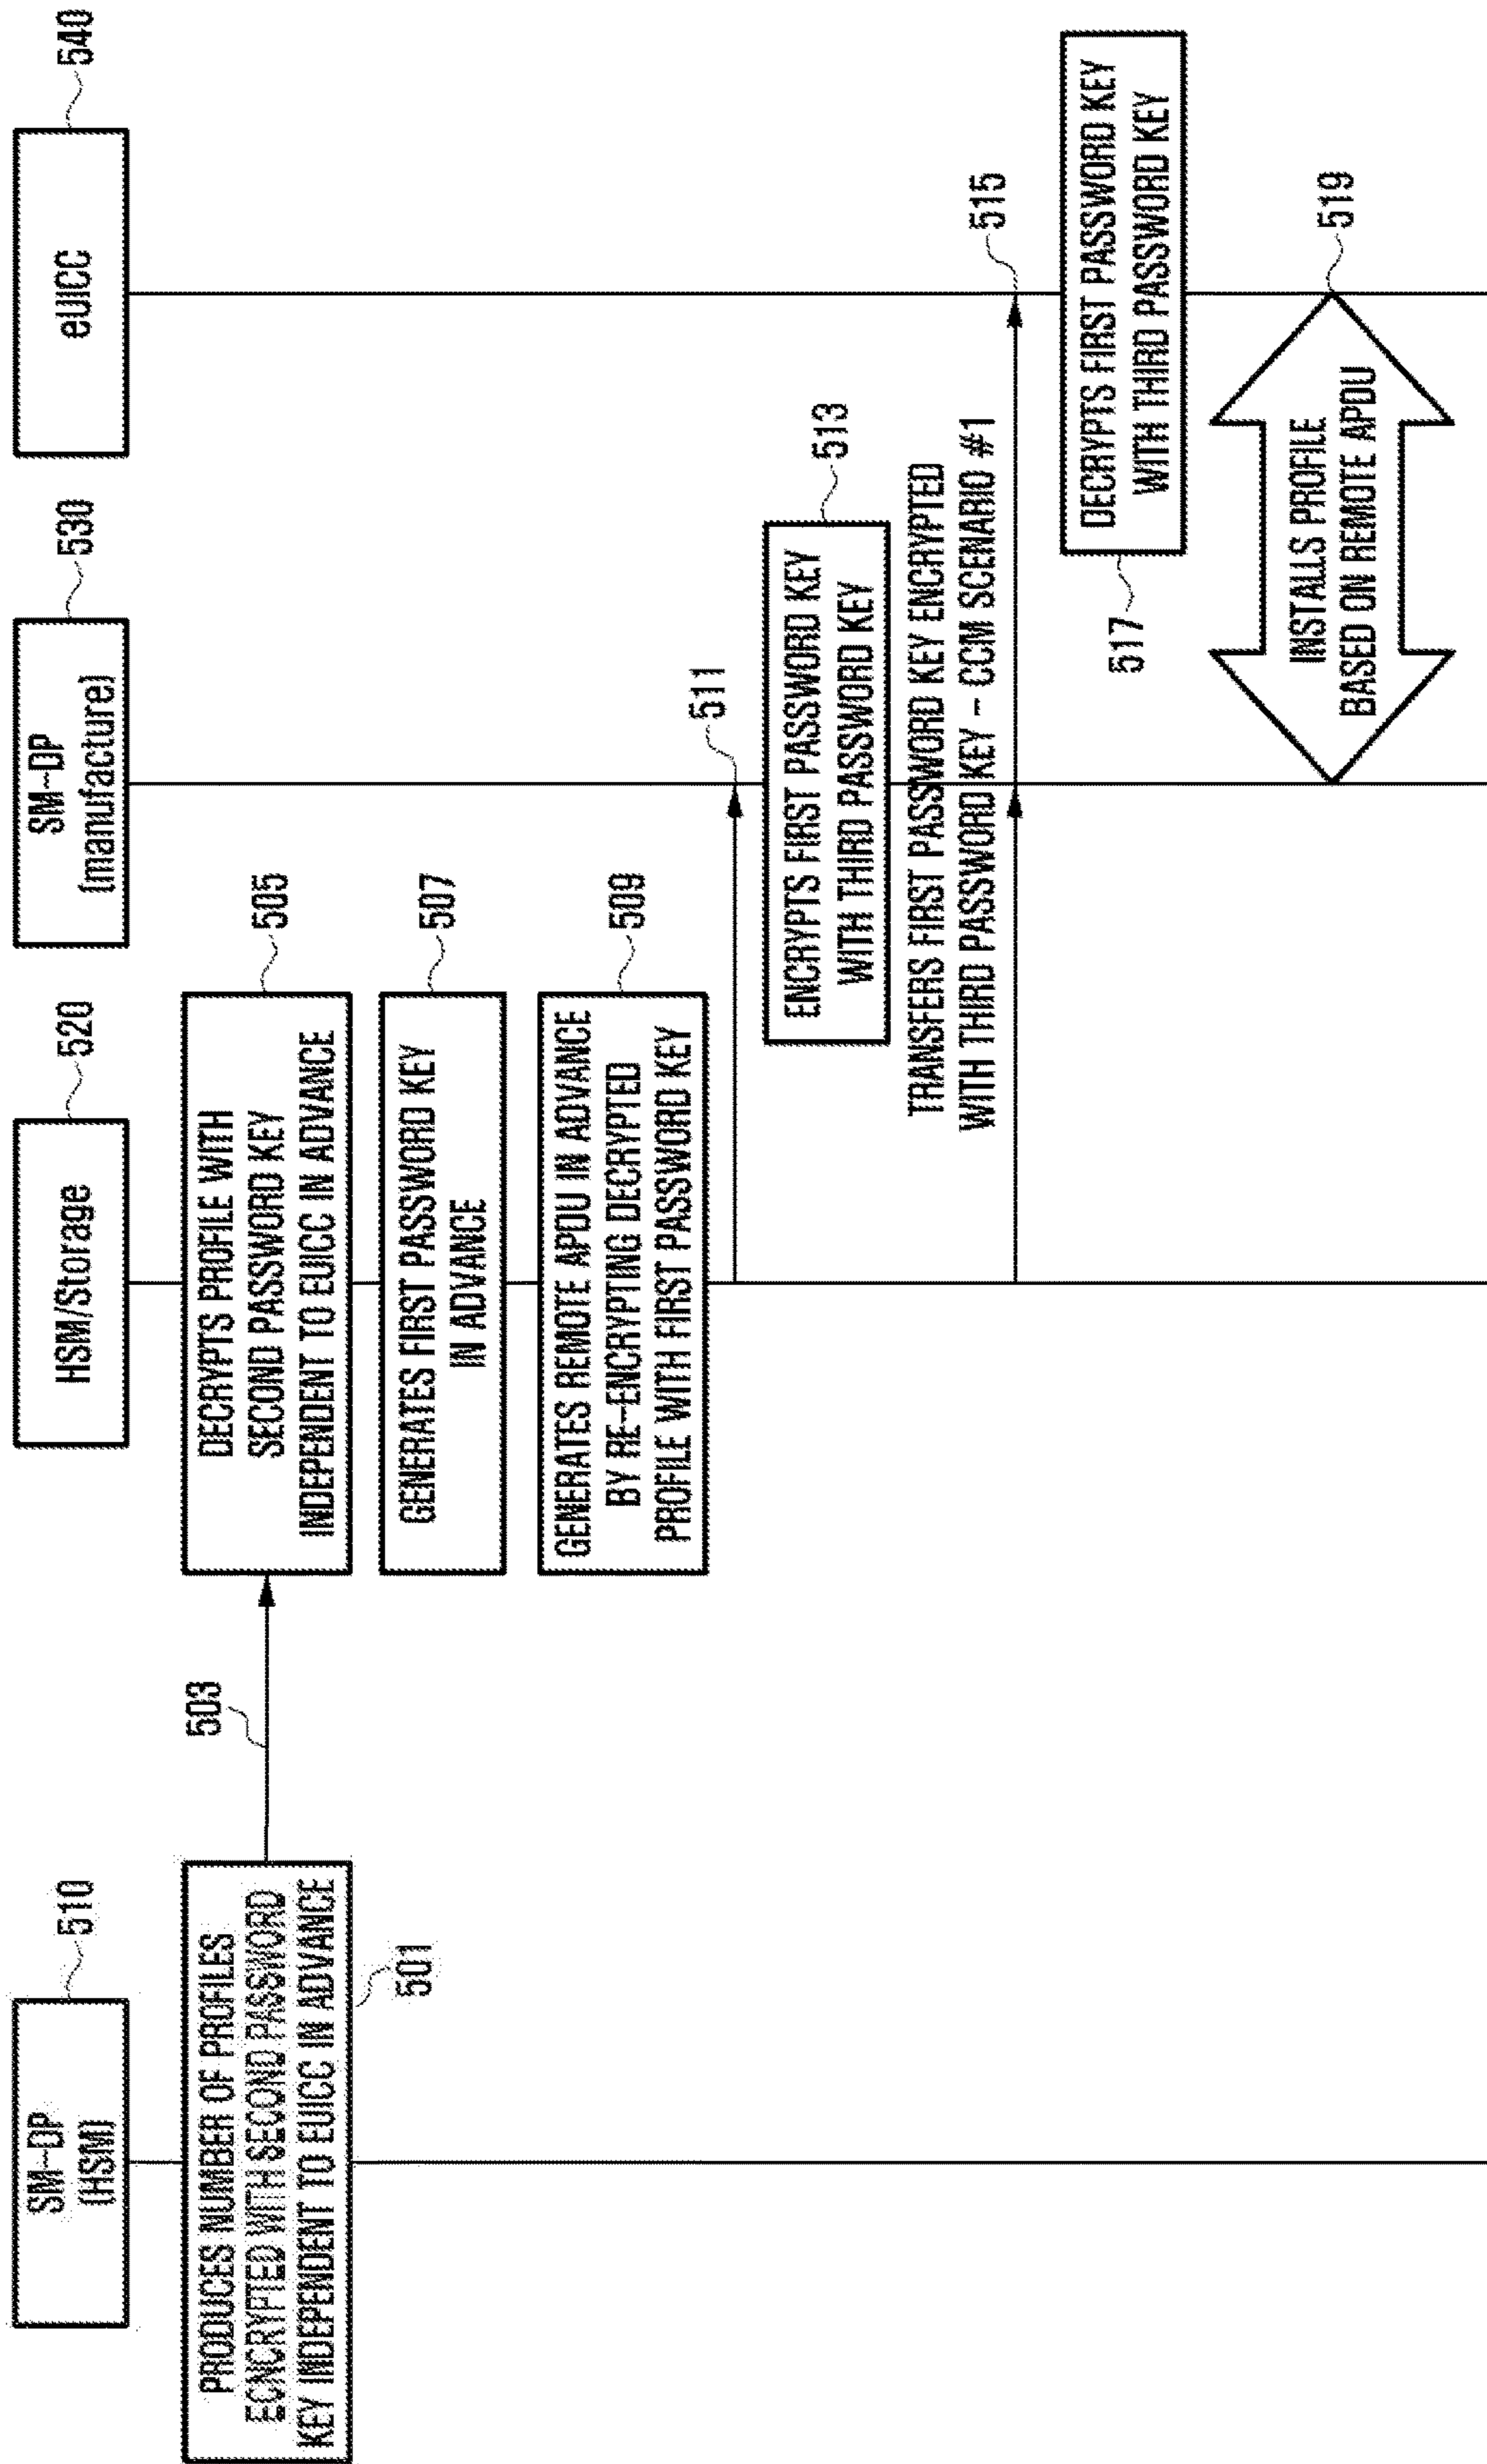 SM-DP
(HSM)
510
HSM/Storage
520
SM-DP
(manufacture)
530
eUICC
540
PRODUCES NUMBER OF PROFILES
ECNCRYPTED WITH SECOND PASSWORD
KEY INDEPENDENT TO EUICC IN ADVANCE
501
503
DECRYPTS PROFILE WITH
SECOND PASSWORD KEY
INDEPENDENT TO EUICC IN ADVANCE
505
GENERATES FIRST PASSWORD KEY
IN ADVANCE
507
GENERATES REMOTE APDU IN ADVANCE
BY RE-ENCRYPTING DECRYPTED
PROFILE WITH FIRST PASSWORD KEY
509
511
ENCRYPTS FIRST PASSWORD KEY
WITH THIRD PASSWORD KEY
513
TRANSFERS FIRST PASSWORD KEY ENCRYPTED
WITH THIRD PASSWORD KEY - CCM SCENARIO #1
515
DECRYPTS FIRST PASSWORD KEY
WITH THIRD PASSWORD KEY
517
INSTALLS PROFILE
BASED ON REMOTE APDU
519